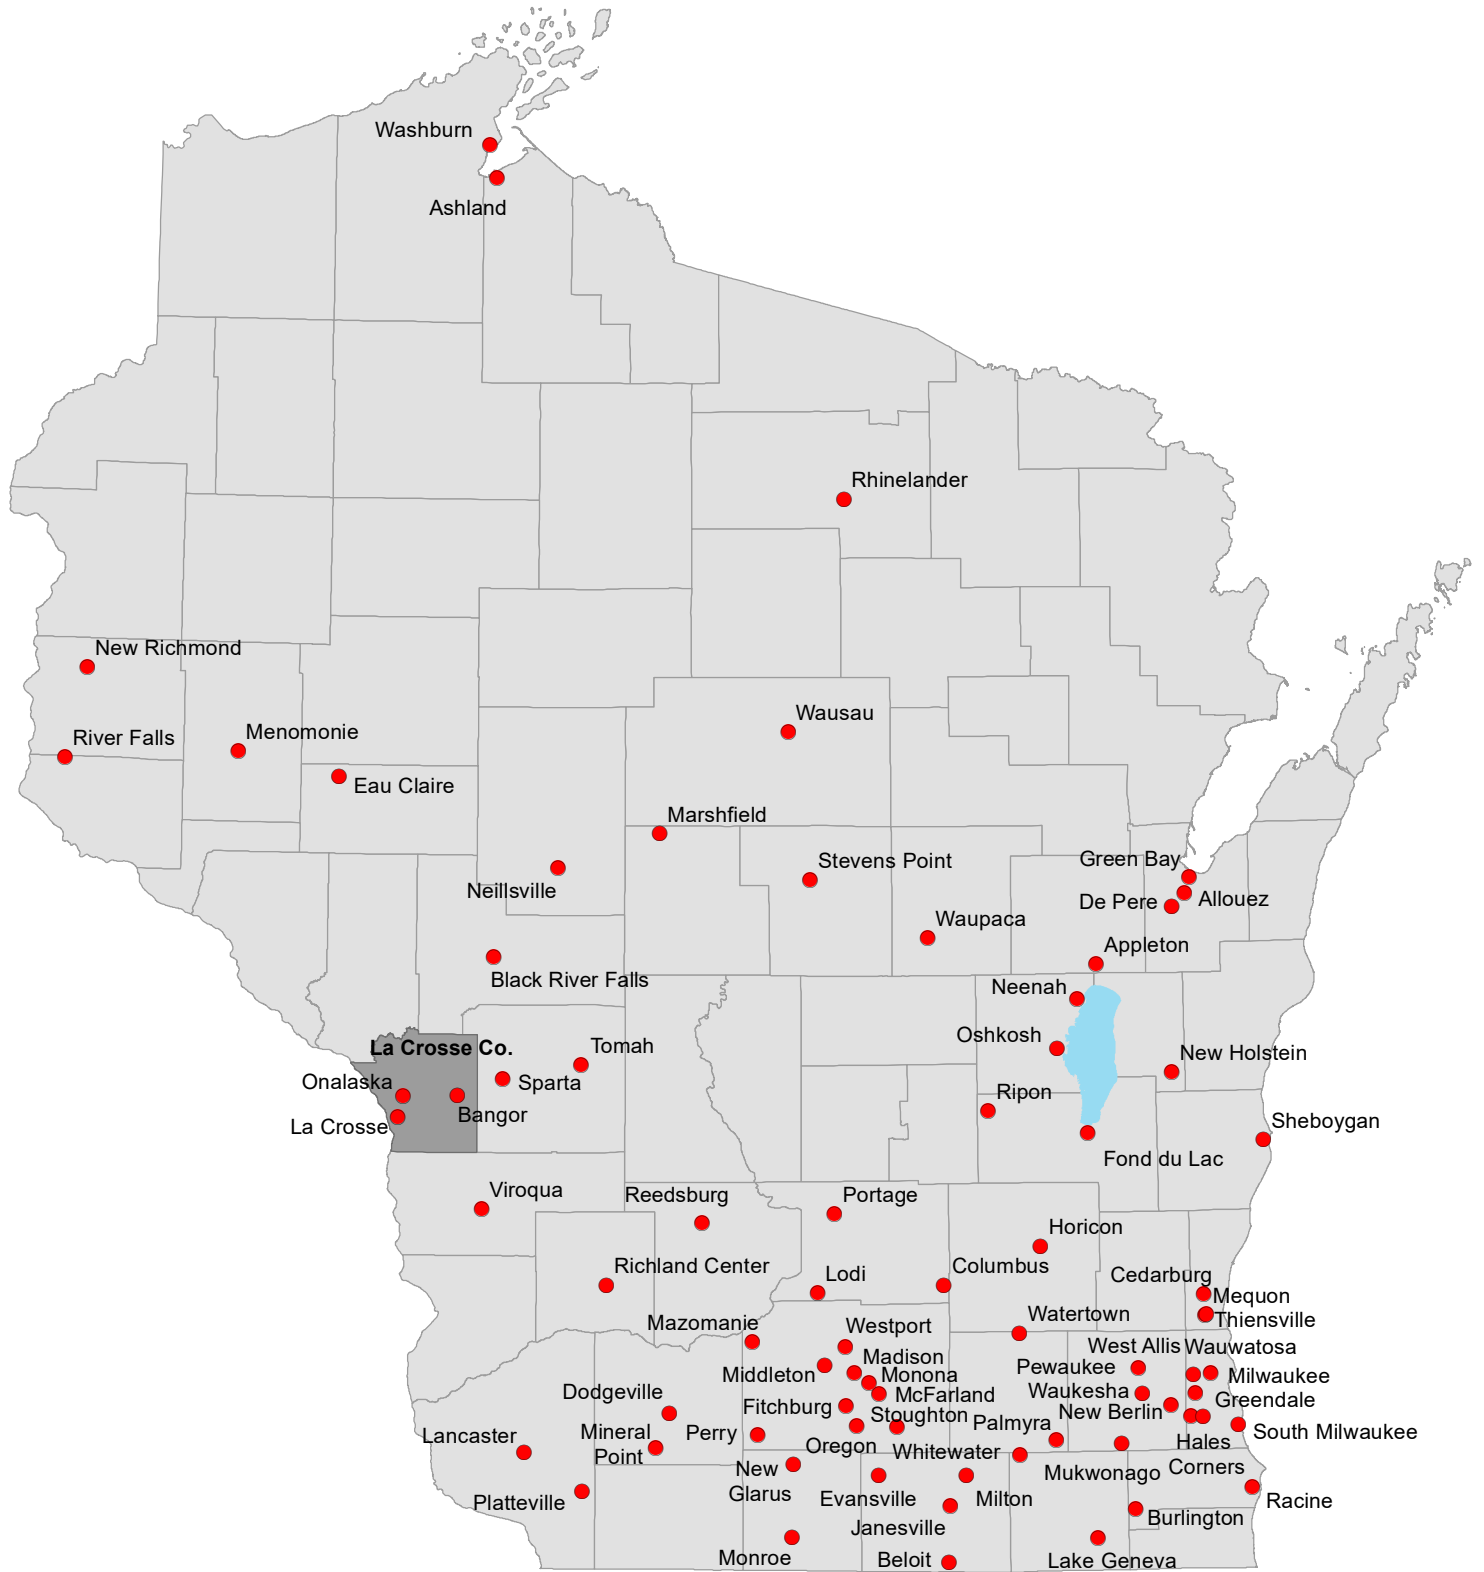 Washburn
Ashland
Rhinelander
New Richmond
River Falls
Menomonie
Eau Claire
Wausau
Marshfield
Stevens Point
Neillsville
Green Bay
De Pere
Allouez
Waupaca
Appleton
Black River Falls
Neenah
Oshkosh
La Crosse Co.
Tomah
New Holstein
Onalaska
Sparta
Bangor
La Crosse
Ripon
Sheboygan
Fond du Lac
Viroqua
Reedsburg
Portage
Horicon
Richland Center
Lodi
Columbus
Cedarburg
Mequon
Thiensville
Mazomanie
Westport
Watertown
West Allis
Wauwatosa
Madison
Middleton
Monona
Pewaukee
Milwaukee
Dodgeville
McFarland
Waukesha
Greendale
Fitchburg
Stoughton
New Berlin
Palmyra
South Milwaukee
Lancaster
Mineral
Point
Perry
Oregon
Whitewater
Hales
Corners
New
Glarus
Mukwonago
Platteville
Evansville
Milton
Racine
Janesville
Burlington
Monroe
Beloit
Lake Geneva